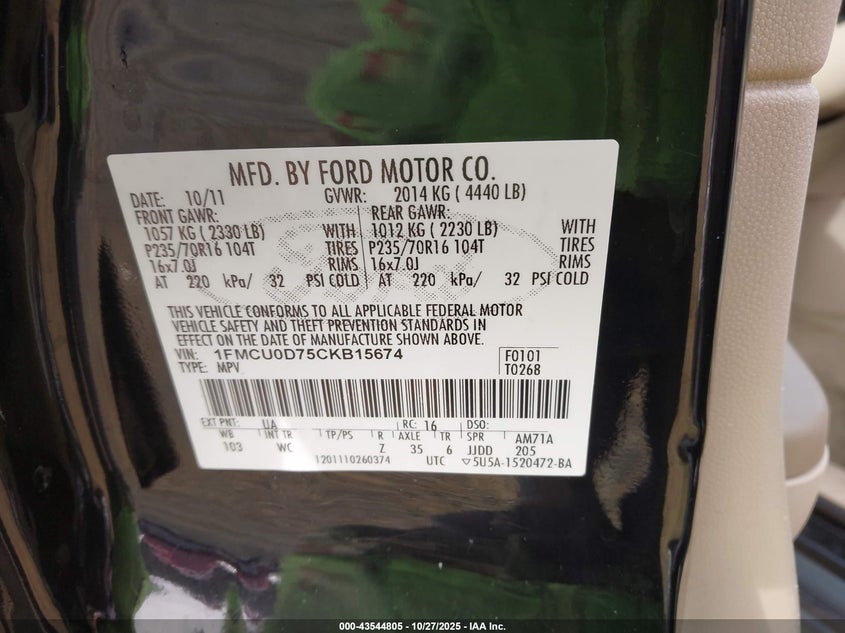 MFD. BY FORD MOTOR CO.
DATE: 10/11 GVWR: 2014 KG ( 4440 LB)
FRONT GAWR: REAR GAWR:
1057 KG ( 2330 LB) WITH 1012 KG ( 2230 LB) WITH
P235/70R16 104T TIRES P235/70R16 104T TIRES
16x7.0J RIMS 16x7.0J RIMS
AT 220 kPa/ 32 PSI COLD AT 220 kPa/ 32 PSI COLD
THIS VEHICLE CONFORMS TO ALL APPLICABLE FEDERAL MOTOR
VEHICLE SAFETY AND THEFT PREVENTION STANDARDS IN
EFFECT ON THE DATE OF MANUFACTURE SHOWN ABOVE.
VIN: 1FMCU0D75CKB15674 F0101
TYPE: MPV T0268
EXT PNT: UA RC: 16 DSO:
WB INT TR TP/PS R AXLE TR SPR AM71A
103 WC Z 35 6 JJDD 205
1201110260374 UTC ▽5U5A-1520472-BA
000-43544805 - 10/27/2025 - IAA Inc.